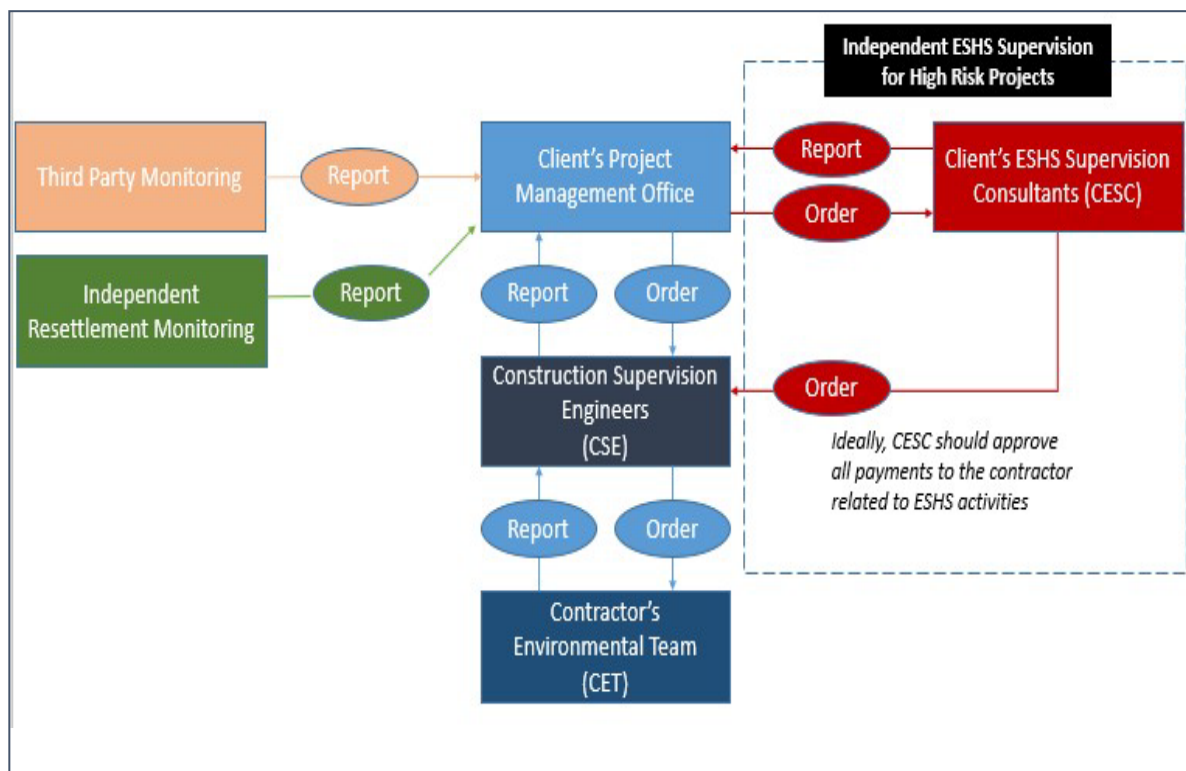 Independent ESHS Supervision
for High Risk Projects
Third Party Monitoring
Report
Client's Project
Management Office
Report
Order
Client's ESHS Supervision
Consultants (CESC)
Independent
Resettlement Monitoring
Report
Report
Order
Construction Supervision
Engineers
(CSE)
Order
Ideally, CESC should approve
all payments to the contractor
related to ESHS activities
Report
Order
Contractor's
Environmental Team
(CET)